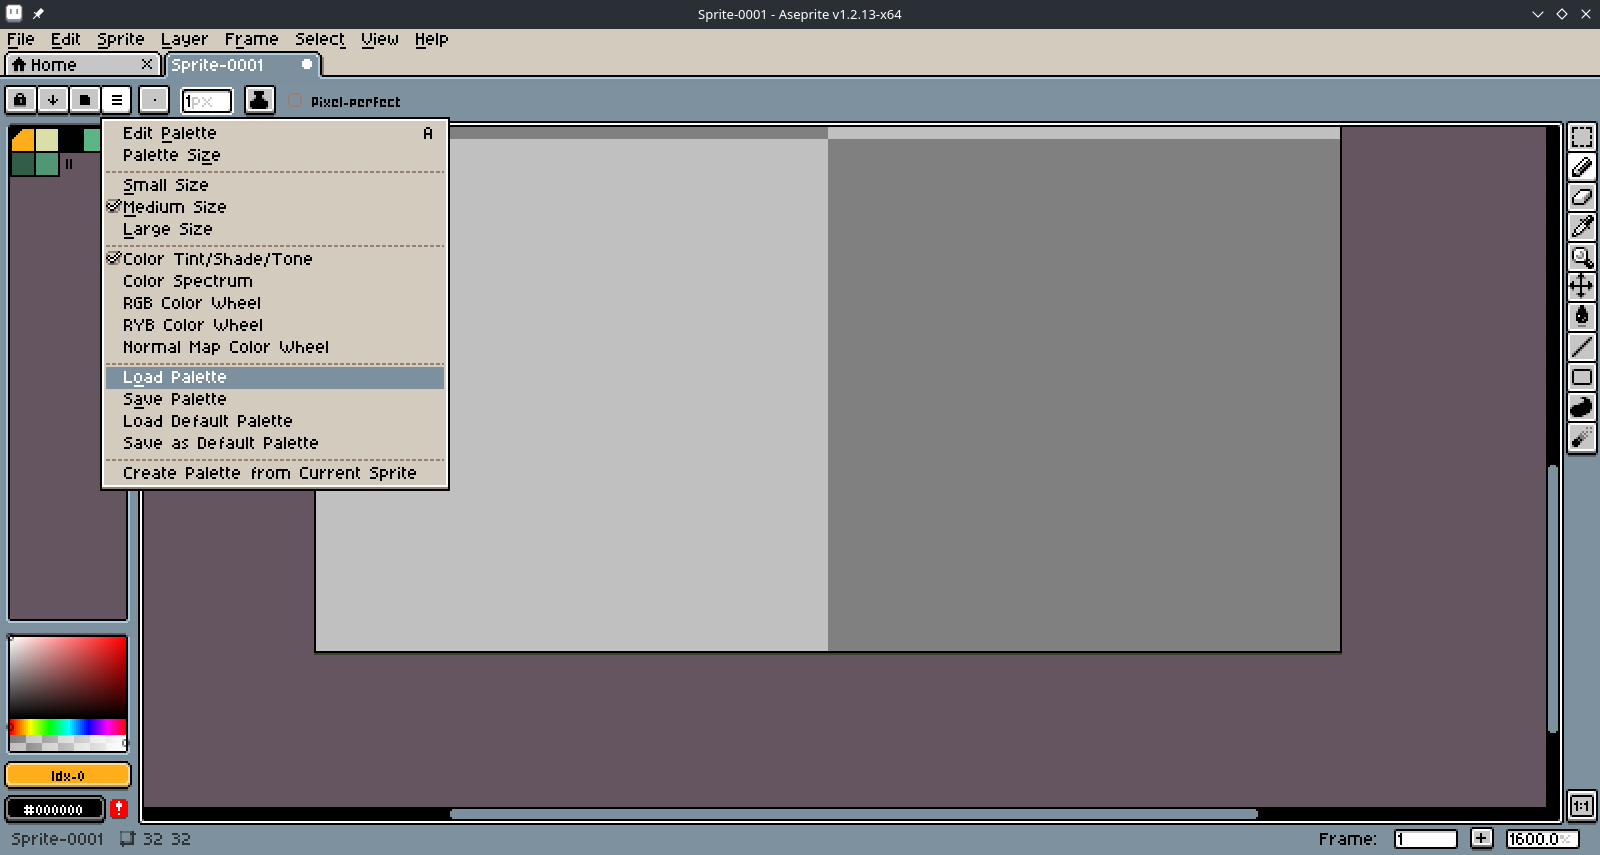 Sprite-0001 - Aseprite v1.2.13-x64
File Edit Sprite Layer Frame Select View Help
Home Sprite-0001
1px Pixel-perfect
Edit Palette A
Palette Size
Small Size
Medium Size
Large Size
Color Tint/Shade/Tone
Color Spectrum
RGB Color Wheel
RYB Color Wheel
Normal Map Color Wheel
Load Palette
Save Palette
Load Default Palette
Save as Default Palette
Create Palette from Current Sprite
Idx-0
#000000 !
1:1
Sprite-0001 32 32 Frame: 1 + 1600.0%